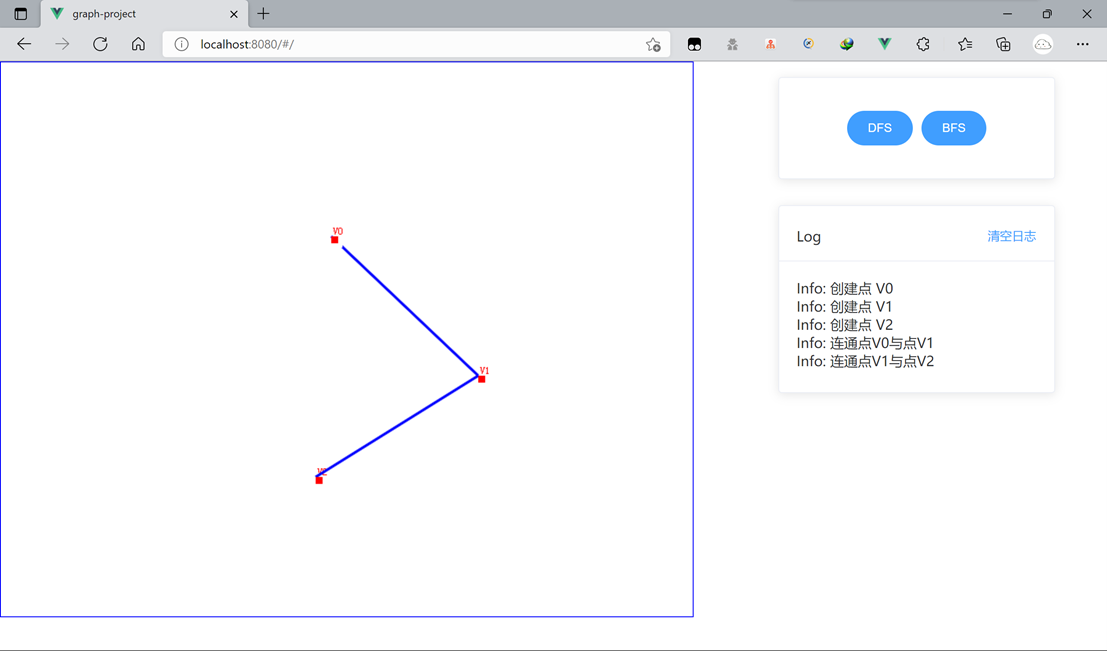 graph-project
localhost:8080/#/
DFS
BFS
Log
清空日志
Info: 创建点 V0
Info: 创建点 V1
Info: 创建点 V2
Info: 连通点V0与点V1
Info: 连通点V1与点V2
V0
V1
V2